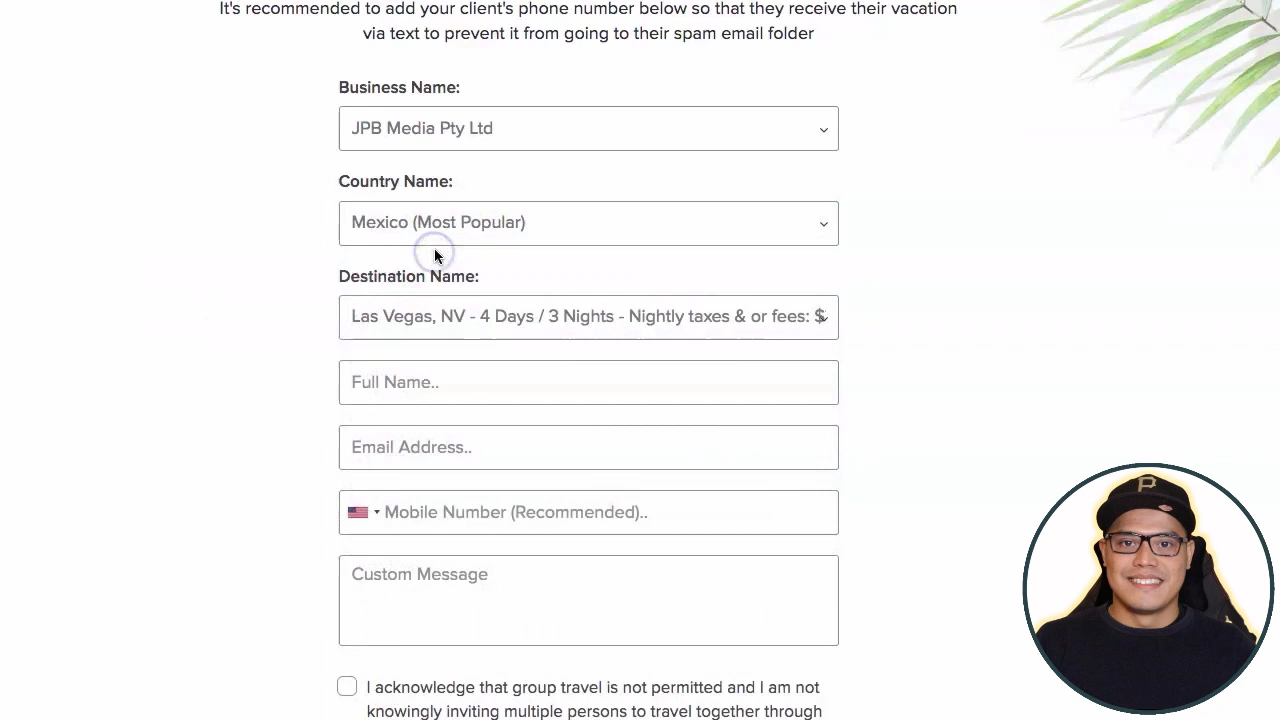 It's recommended to add your client's phone number below so that they receive their vacation
via text to prevent it from going to their spam email folder
Business Name:
JPB Media Pty Ltd
Country Name:
Mexico (Most Popular)
Destination Name:
Las Vegas, NV - 4 Days / 3 Nights - Nightly taxes & or fees: $
Full Name..
Email Address..
Mobile Number (Recommended)..
Custom Message
I acknowledge that group travel is not permitted and I am not
knowingly inviting multiple persons to travel together through
P